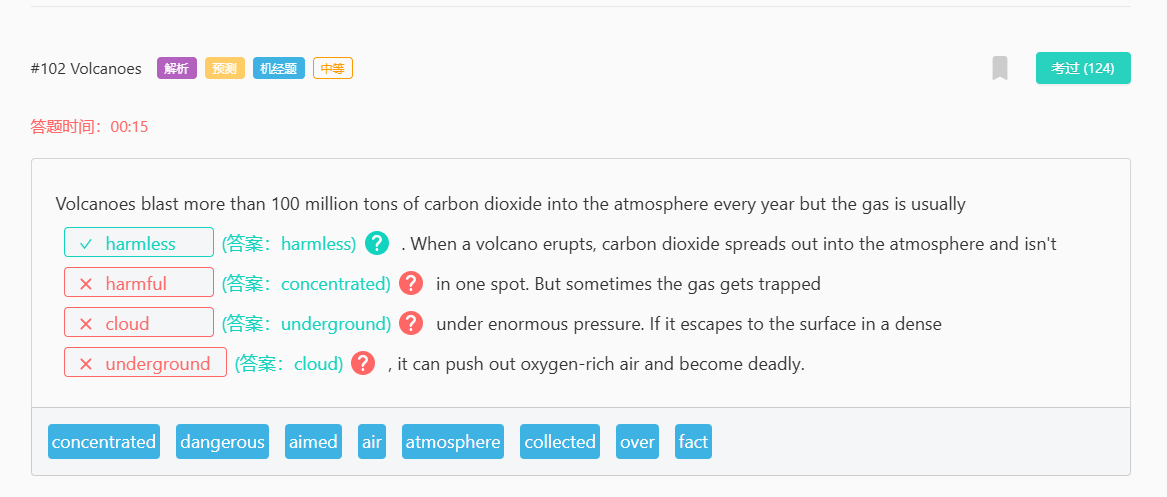 #102 Volcanoes 解析 预测 机经题 中等 考过 (124)
答题时间：00:15
Volcanoes blast more than 100 million tons of carbon dioxide into the atmosphere every year but the gas is usually
✓ harmless (答案：harmless) ? . When a volcano erupts, carbon dioxide spreads out into the atmosphere and isn't
✕ harmful (答案：concentrated) ? in one spot. But sometimes the gas gets trapped
✕ cloud (答案：underground) ? under enormous pressure. If it escapes to the surface in a dense
✕ underground (答案：cloud) ? , it can push out oxygen-rich air and become deadly.
concentrated dangerous aimed air atmosphere collected over fact